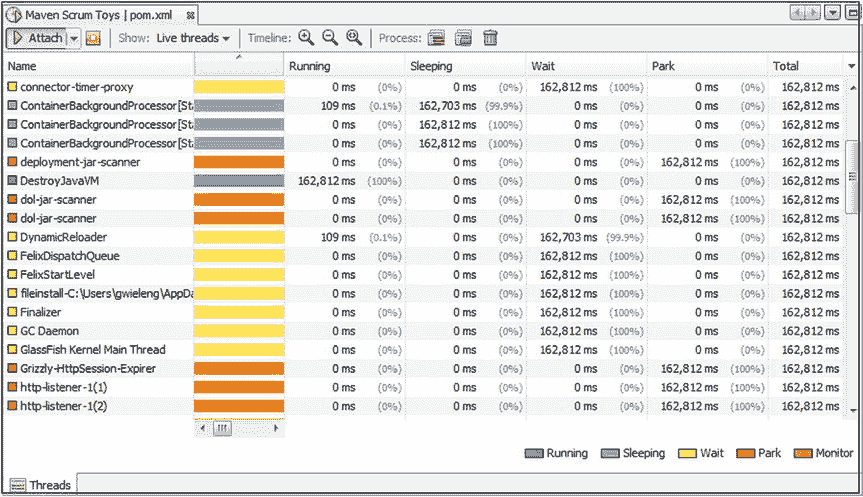 Maven Scrum Toys | pom.xml
Attach Show: Live threads Timeline: Process:
Name Running Sleeping Wait Park Total
connector-timer-proxy 0 ms (0%) 0 ms (0%) 162,812 ms (100%) 0 ms (0%) 162,812 ms
ContainerBackgroundProcessor[Sta 109 ms (0.1%) 162,703 ms (99.9%) 0 ms (0%) 0 ms (0%) 162,812 ms
ContainerBackgroundProcessor[Sta 0 ms (0%) 162,812 ms (100%) 0 ms (0%) 0 ms (0%) 162,812 ms
ContainerBackgroundProcessor[Sta 0 ms (0%) 162,812 ms (100%) 0 ms (0%) 0 ms (0%) 162,812 ms
deployment-jar-scanner 0 ms (0%) 0 ms (0%) 0 ms (0%) 162,812 ms (100%) 162,812 ms
DestroyJavaVM 162,812 ms (100%) 0 ms (0%) 0 ms (0%) 0 ms (0%) 162,812 ms
dol-jar-scanner 0 ms (0%) 0 ms (0%) 0 ms (0%) 162,812 ms (100%) 162,812 ms
dol-jar-scanner 0 ms (0%) 0 ms (0%) 0 ms (0%) 162,812 ms (100%) 162,812 ms
DynamicReloader 109 ms (0.1%) 0 ms (0%) 162,703 ms (99.9%) 0 ms (0%) 162,812 ms
FelixDispatchQueue 0 ms (0%) 0 ms (0%) 162,812 ms (100%) 0 ms (0%) 162,812 ms
FelixStartLevel 0 ms (0%) 0 ms (0%) 162,812 ms (100%) 0 ms (0%) 162,812 ms
fileinstall-C:\Users\gwieleng\AppDa 0 ms (0%) 0 ms (0%) 162,812 ms (100%) 0 ms (0%) 162,812 ms
Finalizer 0 ms (0%) 0 ms (0%) 162,812 ms (100%) 0 ms (0%) 162,812 ms
GC Daemon 0 ms (0%) 0 ms (0%) 162,812 ms (100%) 0 ms (0%) 162,812 ms
GlassFish Kernel Main Thread 0 ms (0%) 0 ms (0%) 162,812 ms (100%) 0 ms (0%) 162,812 ms
Grizzly-HttpSession-Expirer 0 ms (0%) 0 ms (0%) 0 ms (0%) 162,812 ms (100%) 162,812 ms
http-listener-1(1) 0 ms (0%) 0 ms (0%) 0 ms (0%) 162,812 ms (100%) 162,812 ms
http-listener-1(2) 0 ms (0%) 0 ms (0%) 0 ms (0%) 162,812 ms (100%) 162,812 ms
Running Sleeping Wait Park Monitor
Threads